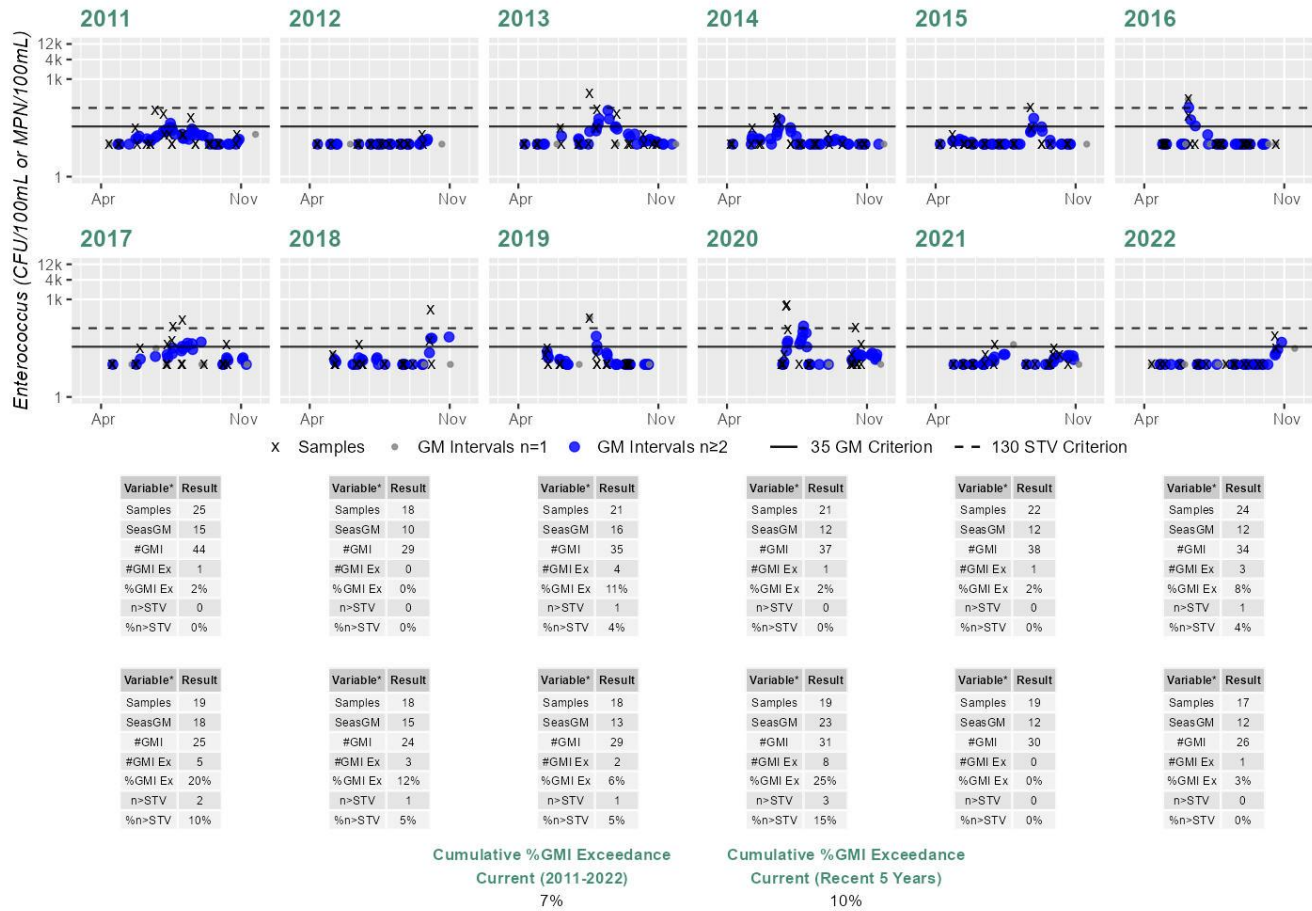 2011 2012 2013 2014 2015 2016
Enterococcus (CFU/100mL or MPN/100mL)
12k
4k
1k
1
Apr Nov Apr Nov Apr Nov Apr Nov Apr Nov Apr Nov
2017 2018 2019 2020 2021 2022
12k
4k
1k
1
Apr Nov Apr Nov Apr Nov Apr Nov Apr Nov Apr Nov
x Samples GM Intervals n=1 GM Intervals n≥2 35 GM Criterion 130 STV Criterion
Variable* Result Variable* Result Variable* Result Variable* Result Variable* Result Variable* Result
Samples 25 Samples 18 Samples 21 Samples 21 Samples 22 Samples 24
SeasGM 15 SeasGM 10 SeasGM 16 SeasGM 12 SeasGM 12 SeasGM 12
#GMI 44 #GMI 29 #GMI 35 #GMI 37 #GMI 38 #GMI 34
#GMI Ex 1 #GMI Ex 0 #GMI Ex 4 #GMI Ex 1 #GMI Ex 1 #GMI Ex 3
%GMI Ex 2% %GMI Ex 0% %GMI Ex 11% %GMI Ex 2% %GMI Ex 2% %GMI Ex 8%
n>STV 0 n>STV 0 n>STV 1 n>STV 0 n>STV 0 n>STV 1
%n>STV 0% %n>STV 0% %n>STV 4% %n>STV 0% %n>STV 0% %n>STV 4%
Variable* Result Variable* Result Variable* Result Variable* Result Variable* Result Variable* Result
Samples 19 Samples 18 Samples 18 Samples 19 Samples 19 Samples 17
SeasGM 18 SeasGM 15 SeasGM 13 SeasGM 23 SeasGM 12 SeasGM 12
#GMI 25 #GMI 24 #GMI 29 #GMI 31 #GMI 30 #GMI 26
#GMI Ex 5 #GMI Ex 3 #GMI Ex 2 #GMI Ex 8 #GMI Ex 0 #GMI Ex 1
%GMI Ex 20% %GMI Ex 12% %GMI Ex 6% %GMI Ex 25% %GMI Ex 0% %GMI Ex 3%
n>STV 2 n>STV 1 n>STV 1 n>STV 3 n>STV 0 n>STV 0
%n>STV 10% %n>STV 5% %n>STV 5% %n>STV 15% %n>STV 0% %n>STV 0%
Cumulative %GMI Exceedance Cumulative %GMI Exceedance
Current (2011-2022) Current (Recent 5 Years)
7% 10%